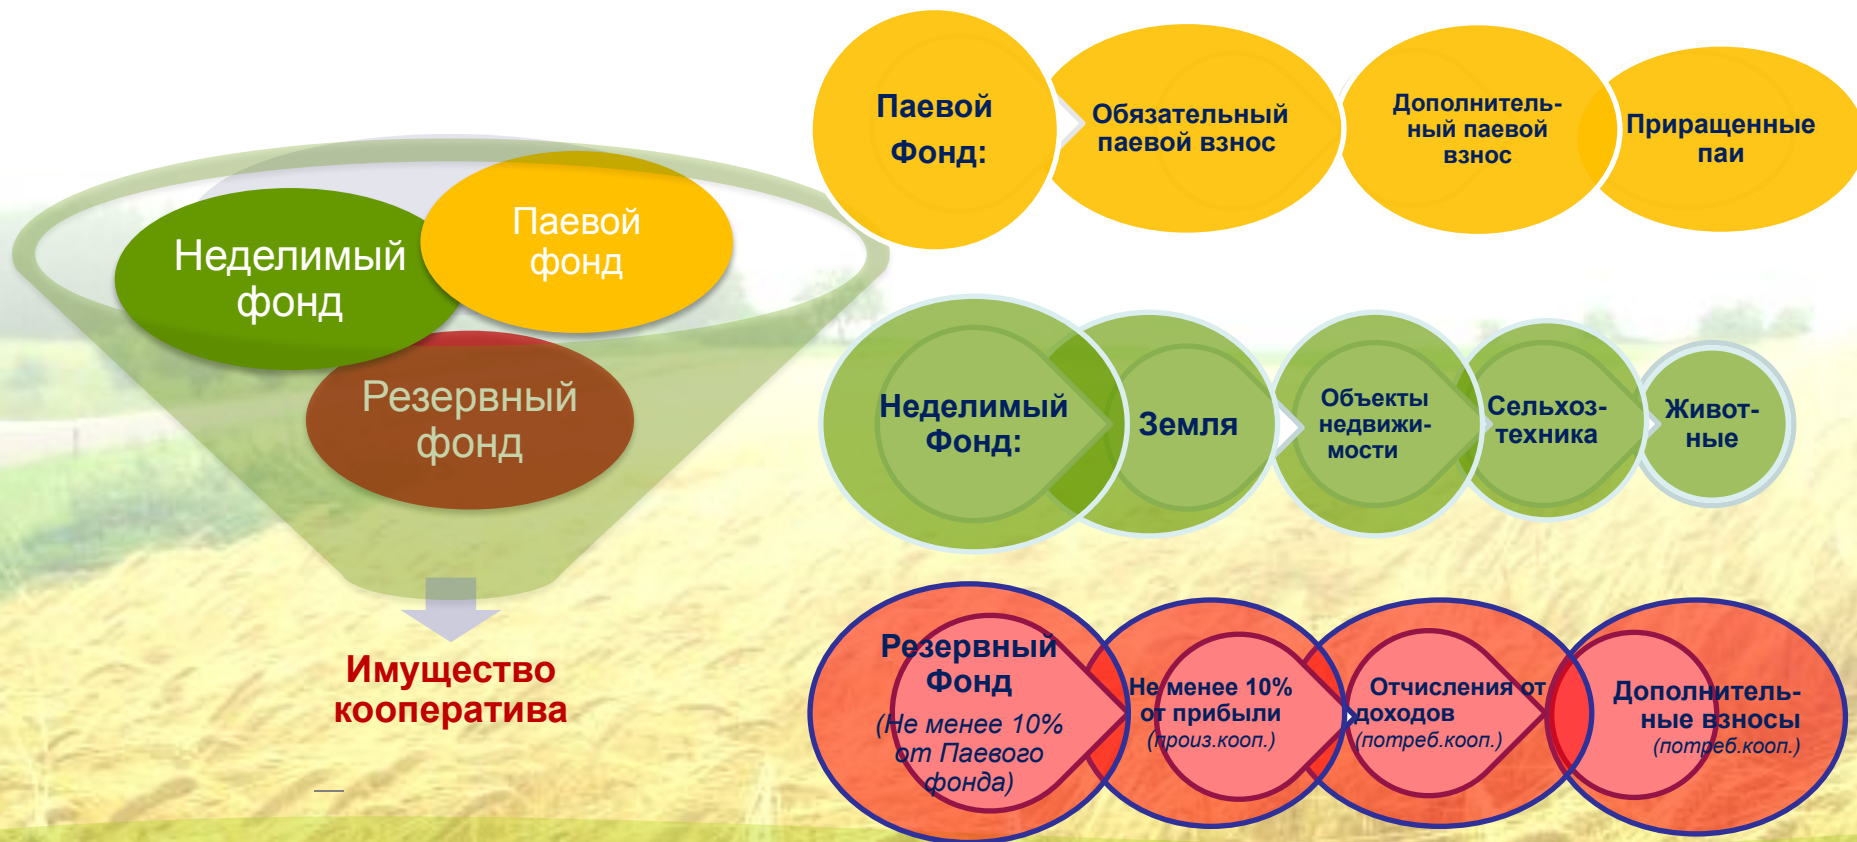 Неделимый
фонд
Паевой
фонд
Резервный
фонд
Имущество
кооператива
Паевой
Фонд:
Обязательный
паевой взнос
Дополнитель-
ный паевой
взнос
Приращенные
паи
Неделимый
Фонд:
Земля
Объекты
недвижи-
мости
Сельхоз-
техника
Живот-
ные
Резервный
Фонд
(Не менее 10%
от Паевого
фонда)
Не менее 10%
от прибыли
(произ.кооп.)
Отчисления от
доходов
(потреб.кооп.)
Дополнитель-
ные взносы
(потреб.кооп.)